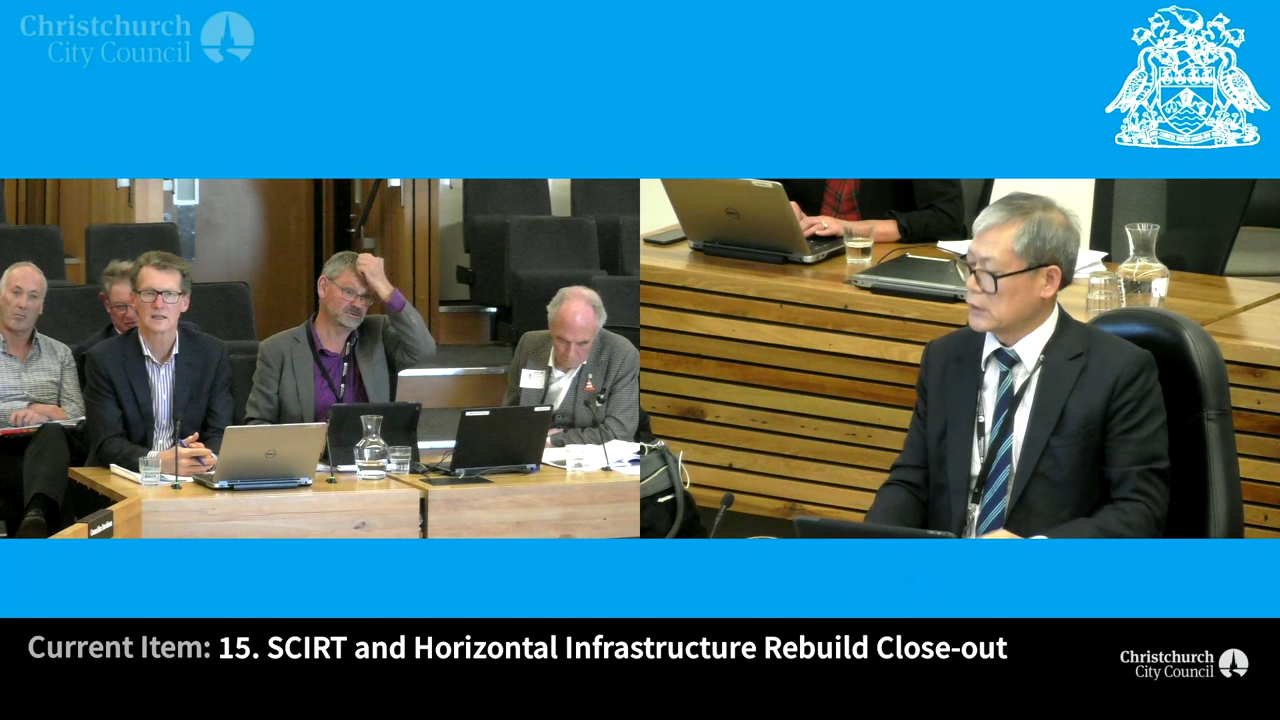 Christchurch
City Council
Current Item: 15. SCIRT and Horizontal Infrastructure Rebuild Close-out
Christchurch
City Council